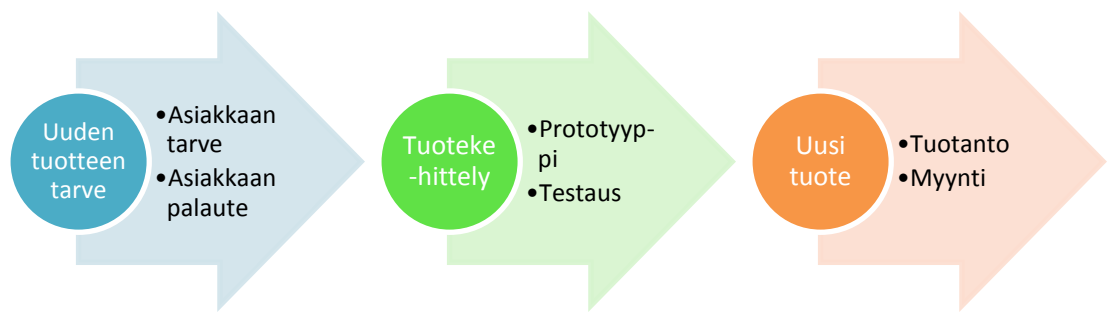 Uuden
tuotteen
tarve
•Asiakkaan
tarve
•Asiakkaan
palaute
Tuoteke
-hittely
•Prototyyp-
pi
•Testaus
Uusi
tuote
•Tuotanto
•Myynti